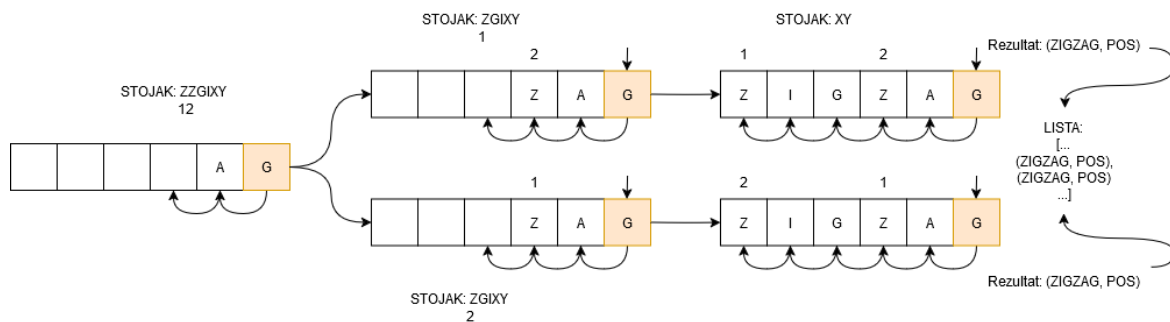 STOJAK: ZZGIXY
12
A G
STOJAK: ZGIXY
1
2
Z A G
STOJAK: XY
1 2
Z I G Z A G
Rezultat: (ZIGZAG, POS)
LISTA:
[...
(ZIGZAG, POS),
(ZIGZAG, POS)
...]
1
Z A G
STOJAK: ZGIXY
2
2 1
Z I G Z A G
Rezultat: (ZIGZAG, POS)